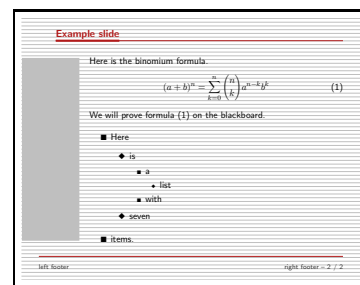 Example slide
Here is the binomium formula.
(a + b)^n = ∑_{k=0}^{n} \binom{n}{k} a^{n−k} b^k (1)
We will prove formula (1) on the blackboard.
■ Here
◆ is
■ a
◆ list
■ with
◆ seven
■ items.
left footer right footer – 2 / 2